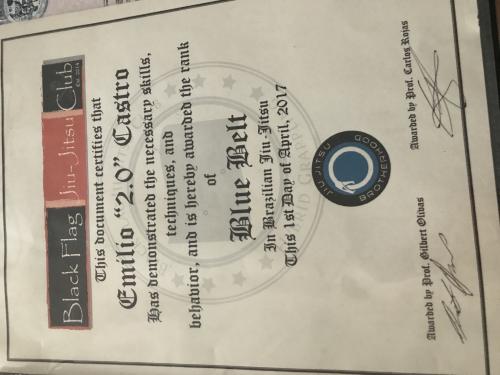 Black Flag Jiu-Jitsu Club
Est. 2014
This document certifies that
Emilio "2.0" Castro
Has demonstrated the necessary skills,
techniques, and
behavior, and is hereby awarded the rank
of
Blue Belt
In Brazilian Jiu-Jitsu
This 1st Day of April, 2017
JIU JITSU
BROTHERHOOD
Awarded by Prof. Gilbert Olivas
Awarded by Prof. Carlos Rojas